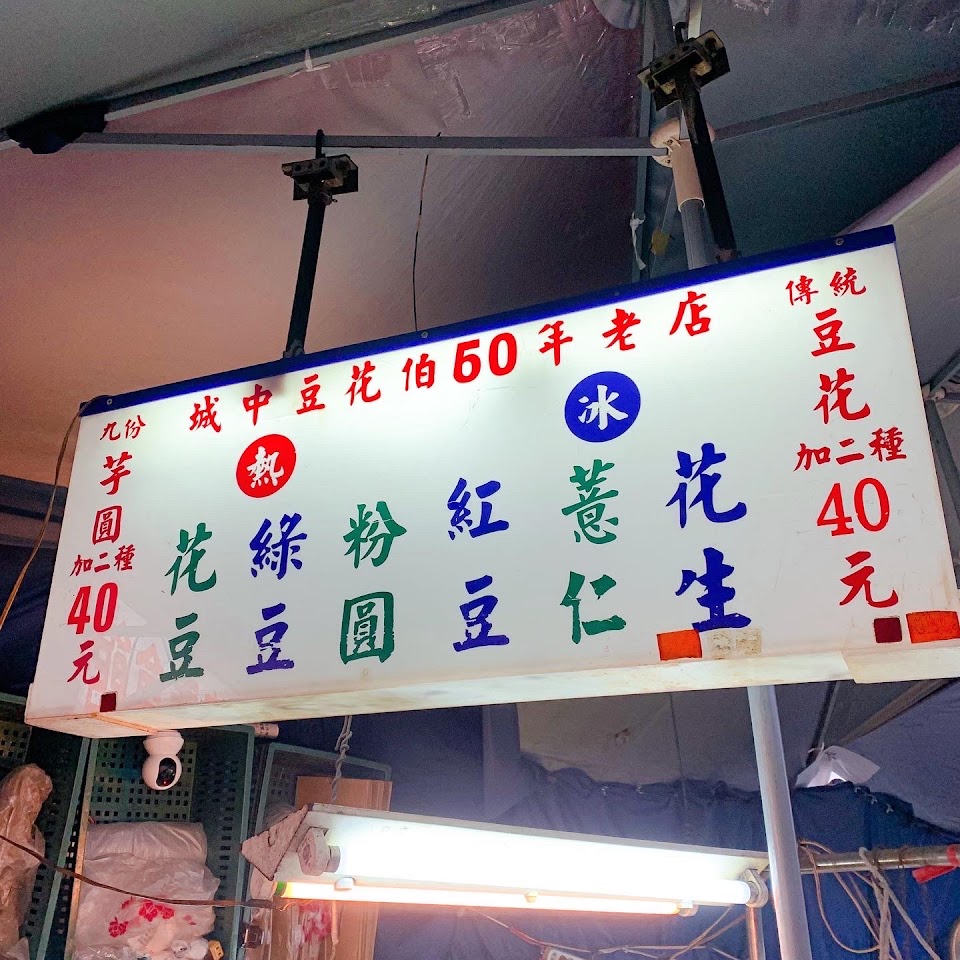 城中豆花伯50年老店
傳統
豆花
加二種
40
元
冰
熱
花生
薏仁
紅豆
粉圓
綠豆
花豆
九份
芋圓
加二種
40
元